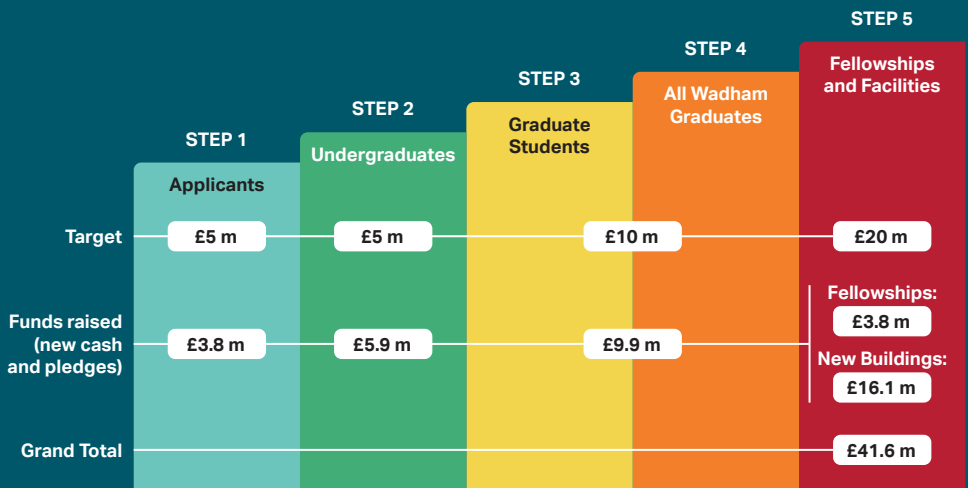 STEP 1
Applicants
STEP 2
Undergraduates
STEP 3
Graduate
Students
STEP 4
All Wadham
Graduates
STEP 5
Fellowships
and Facilities
Target
£5 m
£5 m
£10 m
£20 m
Funds raised
(new cash
and pledges)
£3.8 m
£5.9 m
£9.9 m
Fellowships:
£3.8 m
New Buildings:
£16.1 m
Grand Total
£41.6 m